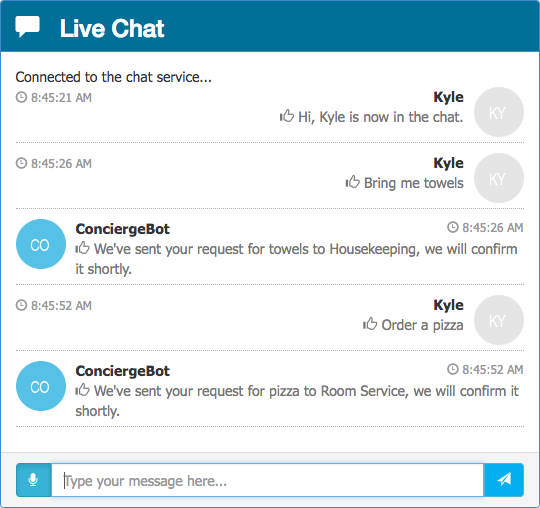 Live Chat
Connected to the chat service...
8:45:21 AM Kyle
Hi, Kyle is now in the chat.
KY
8:45:26 AM Kyle
Bring me towels
KY
ConciergeBot 8:45:26 AM
CO
We've sent your request for towels to Housekeeping, we will confirm
it shortly.
8:45:52 AM Kyle
Order a pizza
KY
ConciergeBot 8:45:52 AM
CO
We've sent your request for pizza to Room Service, we will confirm it
shortly.
Type your message here...